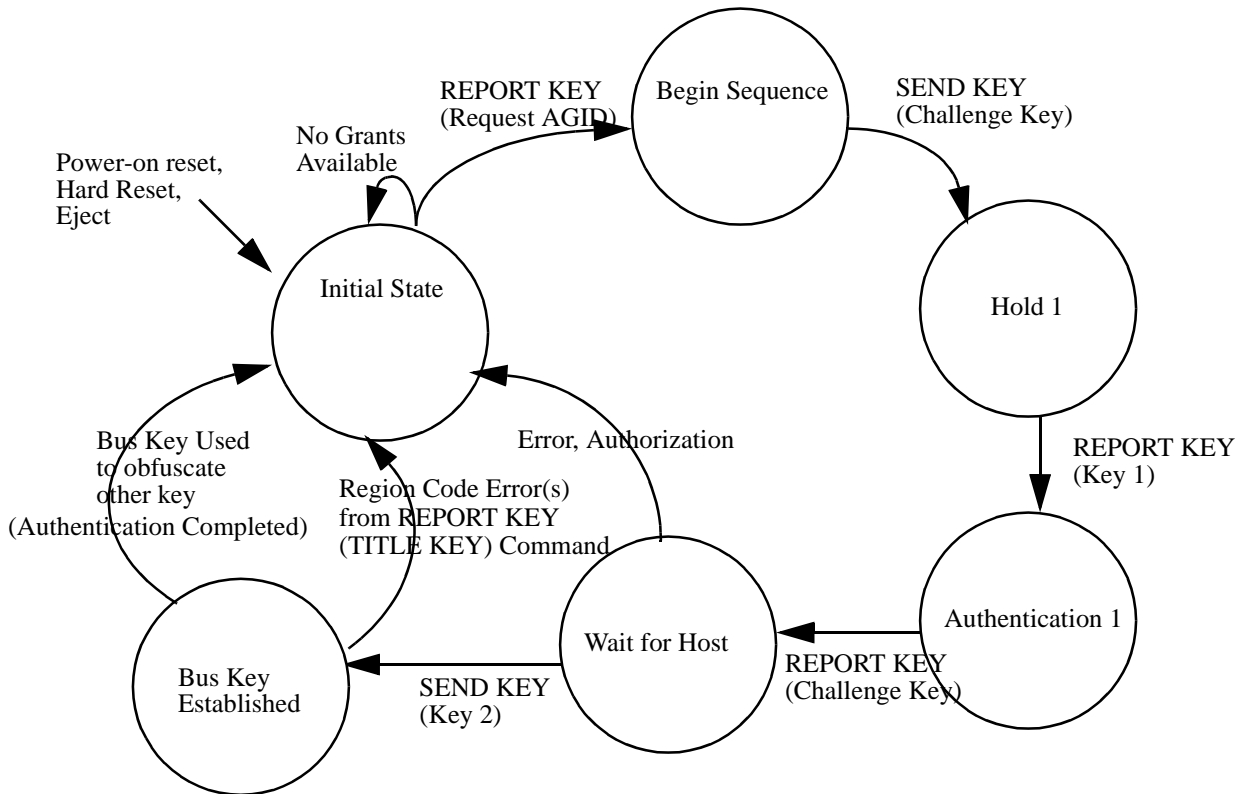 Begin Sequence
REPORT KEY
(Request AGID)
SEND KEY
(Challenge Key)
No Grants
Available
Power-on reset,
Hard Reset,
Eject
Initial State
Hold 1
REPORT KEY
(Key 1)
Error, Authorization
Bus Key Used
to obfuscate
other key
(Authentication Completed)
Region Code Error(s)
from REPORT KEY
(TITLE KEY) Command
Authentication 1
Wait for Host
REPORT KEY
(Challenge Key)
SEND KEY
(Key 2)
Bus Key
Established